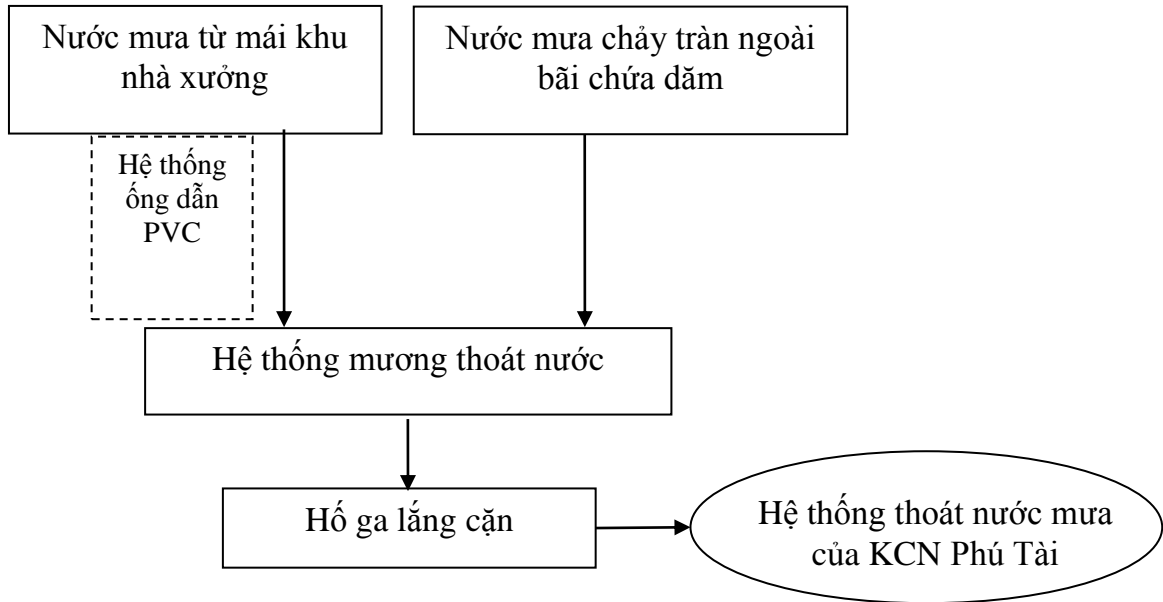 Nước mưa từ mái khu
nhà xưởng
Nước mưa chảy tràn ngoài
bãi chứa dăm
Hệ thống
ống dẫn
PVC
Hệ thống mương thoát nước
Hố ga lắng cặn
Hệ thống thoát nước mưa
của KCN Phú Tài